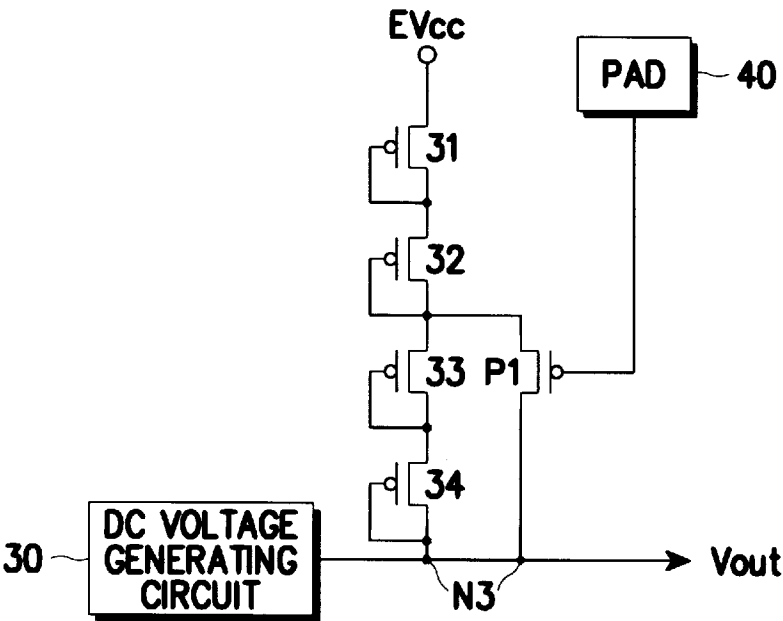 EVcc
PAD
40
31
32
33
P1
34
30
DC VOLTAGE
GENERATING
CIRCUIT
N3
Vout